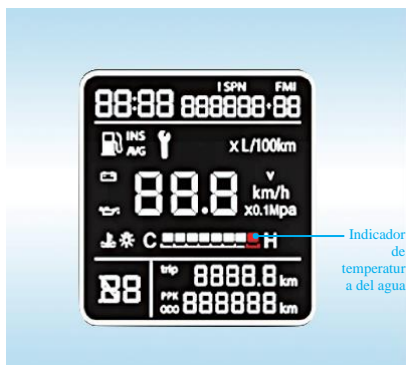 I SPN FMI
88:88 888888·88
INS
AVG
x L/100km
v
88.8 km/h
x0.1Mpa
C H
88
trip 8888.8 km
PPK
ODO 888888 km
Indicador
de
temperatur
a del agua